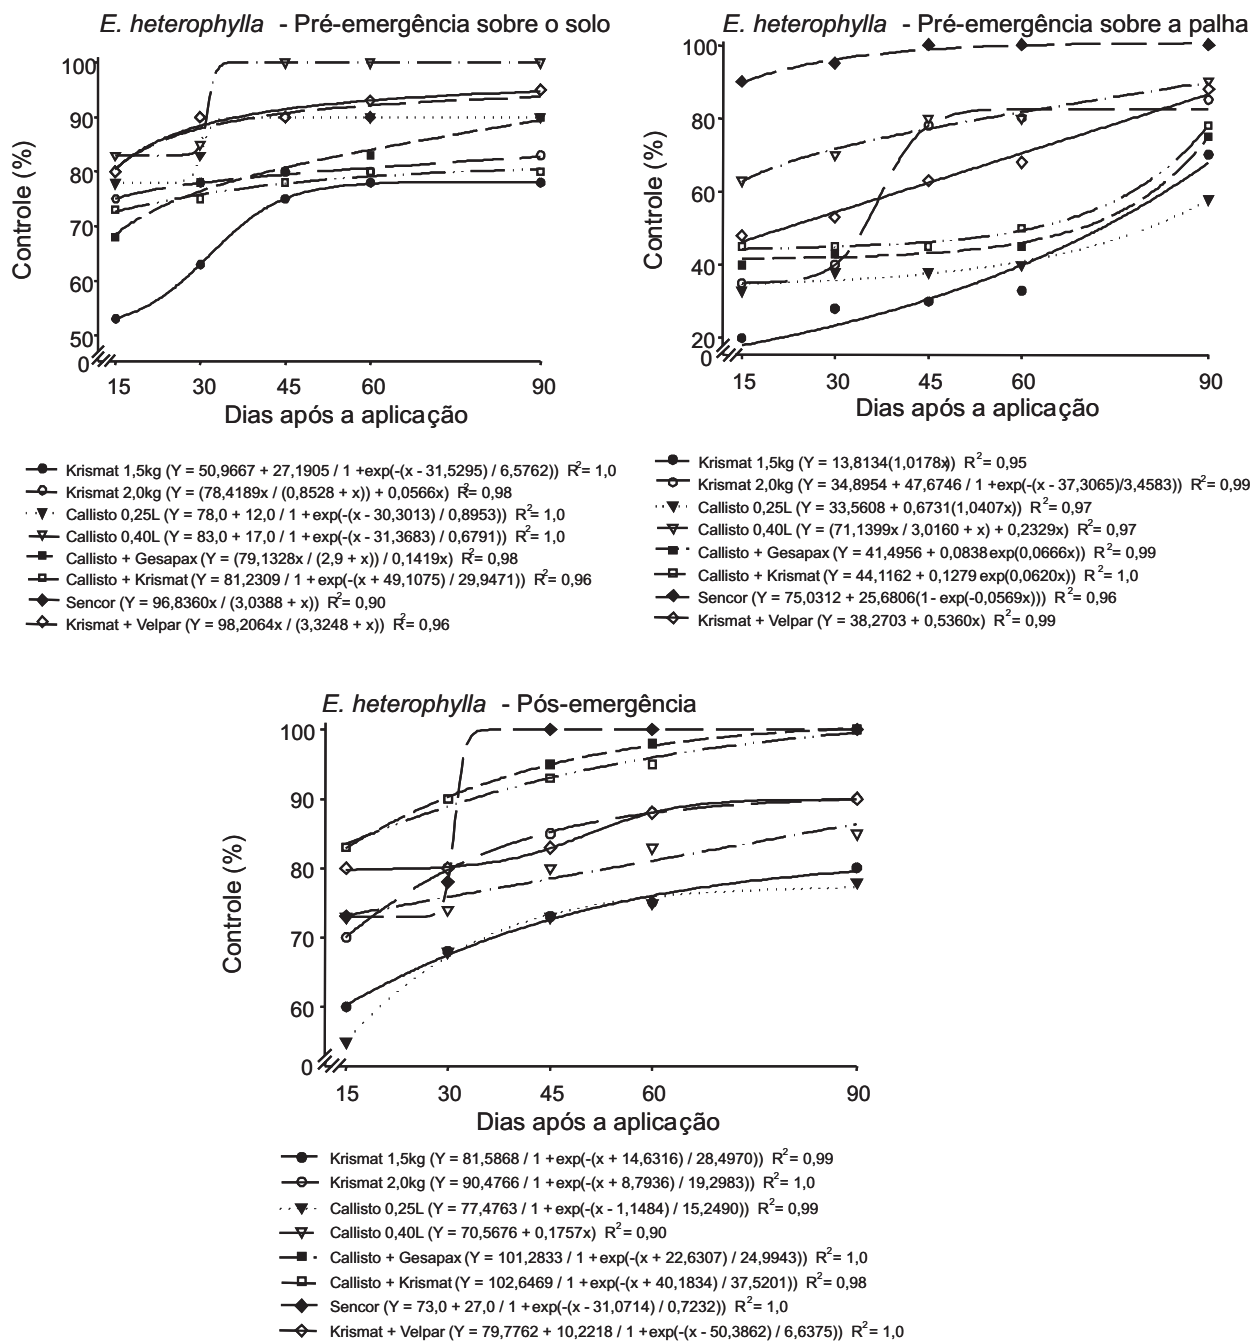 E. heterophylla - Pré-emergência sobre o solo
100
90
80
70
60
50
0
Controle (%)
15 30 45 60 90
Dias após a aplicação
Krismat 1,5kg (Y = 50,9667 + 27,1905 / 1 +exp(-(x - 31,5295) / 6,5762)) R²= 1,0
Krismat 2,0kg (Y = (78,4189x / (0,8528 + x)) + 0,0566x) R²= 0,98
Callisto 0,25L (Y = 78,0 + 12,0 / 1 +exp(-(x - 30,3013) / 0,8953)) R²= 1,0
Callisto 0,40L (Y = 83,0 + 17,0 / 1 +exp(-(x - 31,3683) / 0,6791)) R²= 1,0
Callisto + Gesapax (Y = (79,1328x / (2,9 + x)) / 0,1419x) R²= 0,98
Callisto + Krismat (Y = 81,2309 / 1 +exp(-(x + 49,1075) / 29,9471)) R²= 0,96
Sencor (Y = 96,8360x / (3,0388 + x)) R²= 0,90
Krismat + Velpar (Y = 98,2064x / (3,3248 + x)) R²= 0,96
E. heterophylla - Pré-emergência sobre a palha
100
80
60
40
20
0
Controle (%)
15 30 45 60 90
Dias após a aplicação
Krismat 1,5kg (Y = 13,8134(1,0178x)) R²= 0,95
Krismat 2,0kg (Y = 34,8954 + 47,6746 / 1 +exp(-(x - 37,3065)/3,4583)) R²= 0,99
Callisto 0,25L (Y = 33,5608 + 0,6731(1,0407x)) R²= 0,97
Callisto 0,40L (Y = (71,1399x / 3,0160 + x) + 0,2329x) R²= 0,97
Callisto + Gesapax (Y = 41,4956 + 0,0838exp(0,0666x)) R²= 0,99
Callisto + Krismat (Y = 44,1162 + 0,1279 exp(0,0620x)) R²= 1,0
Sencor (Y = 75,0312 + 25,6806(1- exp(-0,0569x))) R²= 0,96
Krismat + Velpar (Y = 38,2703 + 0,5360x) R²= 0,99
E. heterophylla - Pós-emergência
100
90
80
70
60
0
Controle (%)
15 30 45 60 90
Dias após a aplicação
Krismat 1,5kg (Y = 81,5868 / 1 +exp(-(x + 14,6316) / 28,4970)) R²= 0,99
Krismat 2,0kg (Y = 90,4766 / 1 +exp(-(x + 8,7936) / 19,2983)) R²= 1,0
Callisto 0,25L (Y = 77,4763 / 1 +exp(-(x - 1,1484) / 15,2490)) R²= 0,99
Callisto 0,40L (Y = 70,5676 + 0,1757x) R²= 0,90
Callisto + Gesapax (Y = 101,2833 / 1 +exp(-(x + 22,6307) / 24,9943)) R²= 1,0
Callisto + Krismat (Y = 102,6469 / 1 +exp(-(x + 40,1834) / 37,5201)) R²= 0,98
Sencor (Y = 73,0 + 27,0 / 1 +exp(-(x - 31,0714) / 0,7232)) R²= 1,0
Krismat + Velpar (Y = 79,7762 + 10,2218 / 1 +exp(-(x - 50,3862) / 6,6375)) R²= 1,0